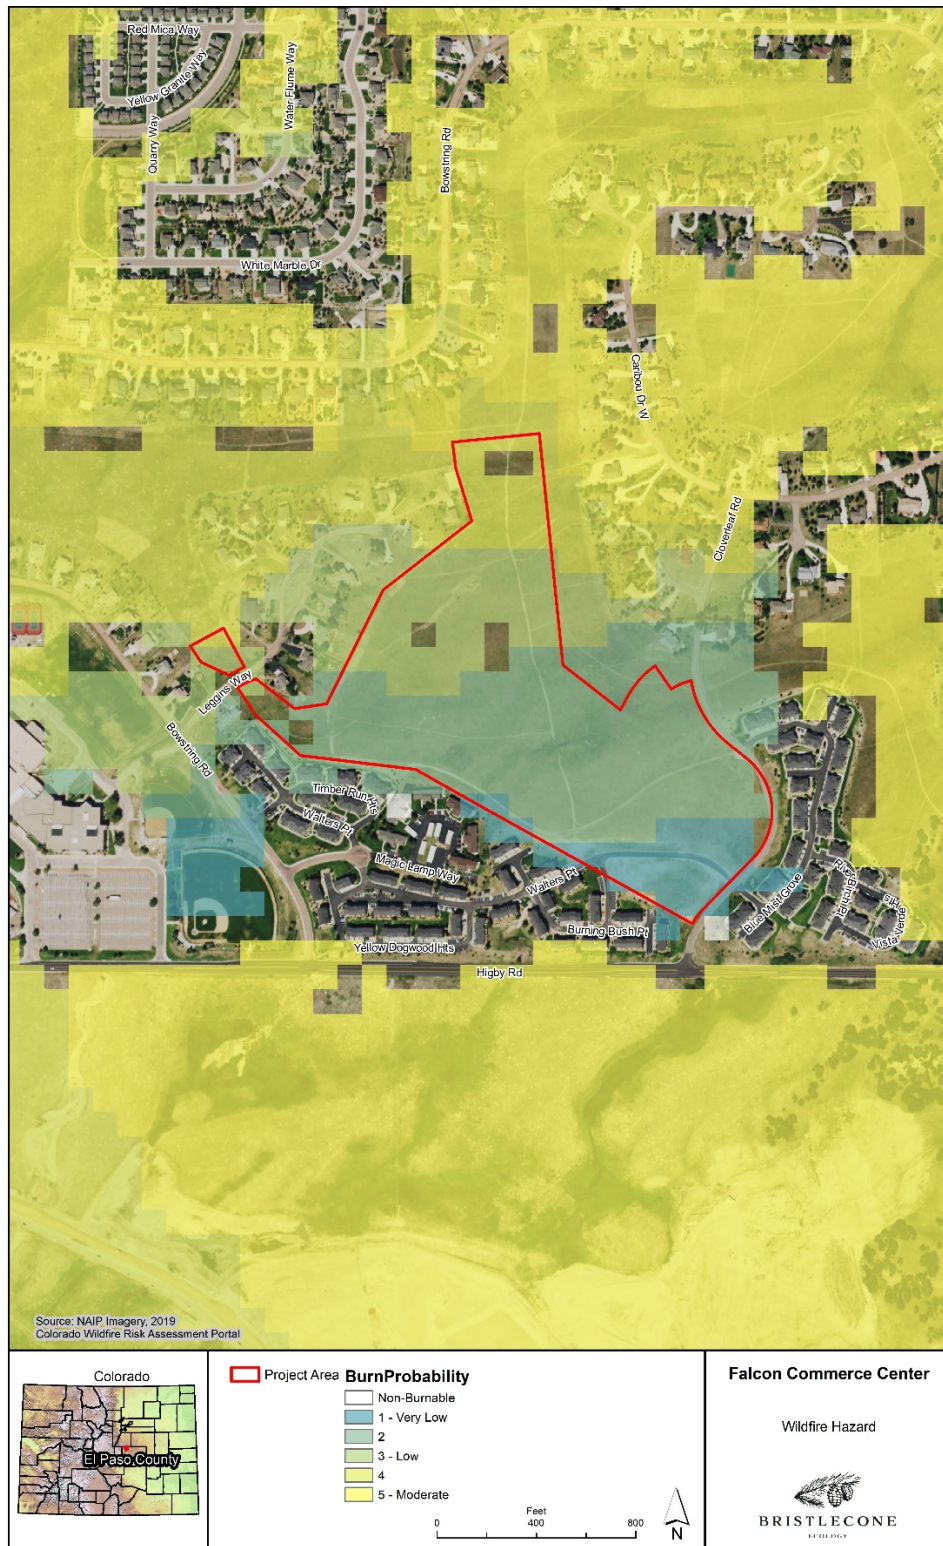 Red Mica Way
Yellow Granite Way
Water Flume Way
Quarry Way
Bowstring Rd
White Marble Dr
Caribou Dr W
Cloverleaf Rd
Leggins Way
Bowstring Rd
Timber Run Hts
Walters Pt
Magic Lamp Way
Walters Pt
Blue Mist Grove
River Birch Pt
Vista Verde Hts
Burning Bush Pt
Yellow Dogwood Hts
Higby Rd
Source: NAIP Imagery, 2019
Colorado Wildfire Risk Assessment Portal
Colorado
El Paso County
Project Area
BurnProbability
Non-Burnable
1 - Very Low
2
3 - Low
4
5 - Moderate
Feet
0 400 800
N
Falcon Commerce Center
Wildfire Hazard
BRISTLECONE
ECOLOGY